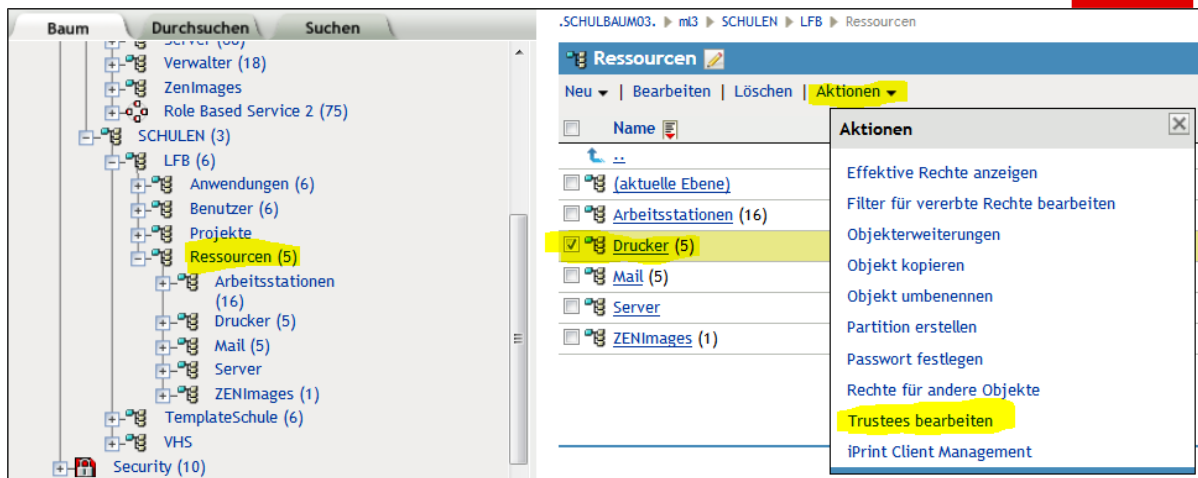 Baum
Durchsuchen
Suchen
Server (60)
Verwalter (18)
ZenImages
Role Based Service 2 (75)
SCHULEN (3)
LFB (6)
Anwendungen (6)
Benutzer (6)
Projekte
Ressourcen (5)
Arbeitsstationen
(16)
Drucker (5)
Mail (5)
Server
ZENImages (1)
TemplateSchule (6)
VHS
Security (10)
.SCHULBAUM03. ml3 SCHULEN LFB Ressourcen
Ressourcen
Neu | Bearbeiten | Löschen | Aktionen
Name
..
(aktuelle Ebene)
Arbeitsstationen (16)
Drucker (5)
Mail (5)
Server
ZENImages (1)
Aktionen
Effektive Rechte anzeigen
Filter für vererbte Rechte bearbeiten
Objekterweiterungen
Objekt kopieren
Objekt umbenennen
Partition erstellen
Passwort festlegen
Rechte für andere Objekte
Trustees bearbeiten
iPrint Client Management